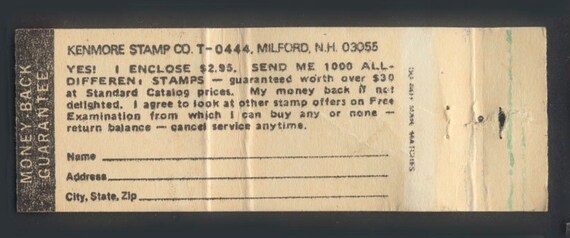 KENMORE STAMP CO. T-0444, MILFORD, N.H. 03055
YES! I ENCLOSE $2.95. SEND ME 1000 ALL-
DIFFERENT STAMPS — guaranteed worth over $30
at Standard Catalog prices. My money back if not
delighted. I agree to look at other stamp offers on Free
Examination from which I can buy any or none —
return balance — cancel service anytime.
Name
Address
City, State, Zip
MONEY-BACK
GUARANTEE
MATCHES